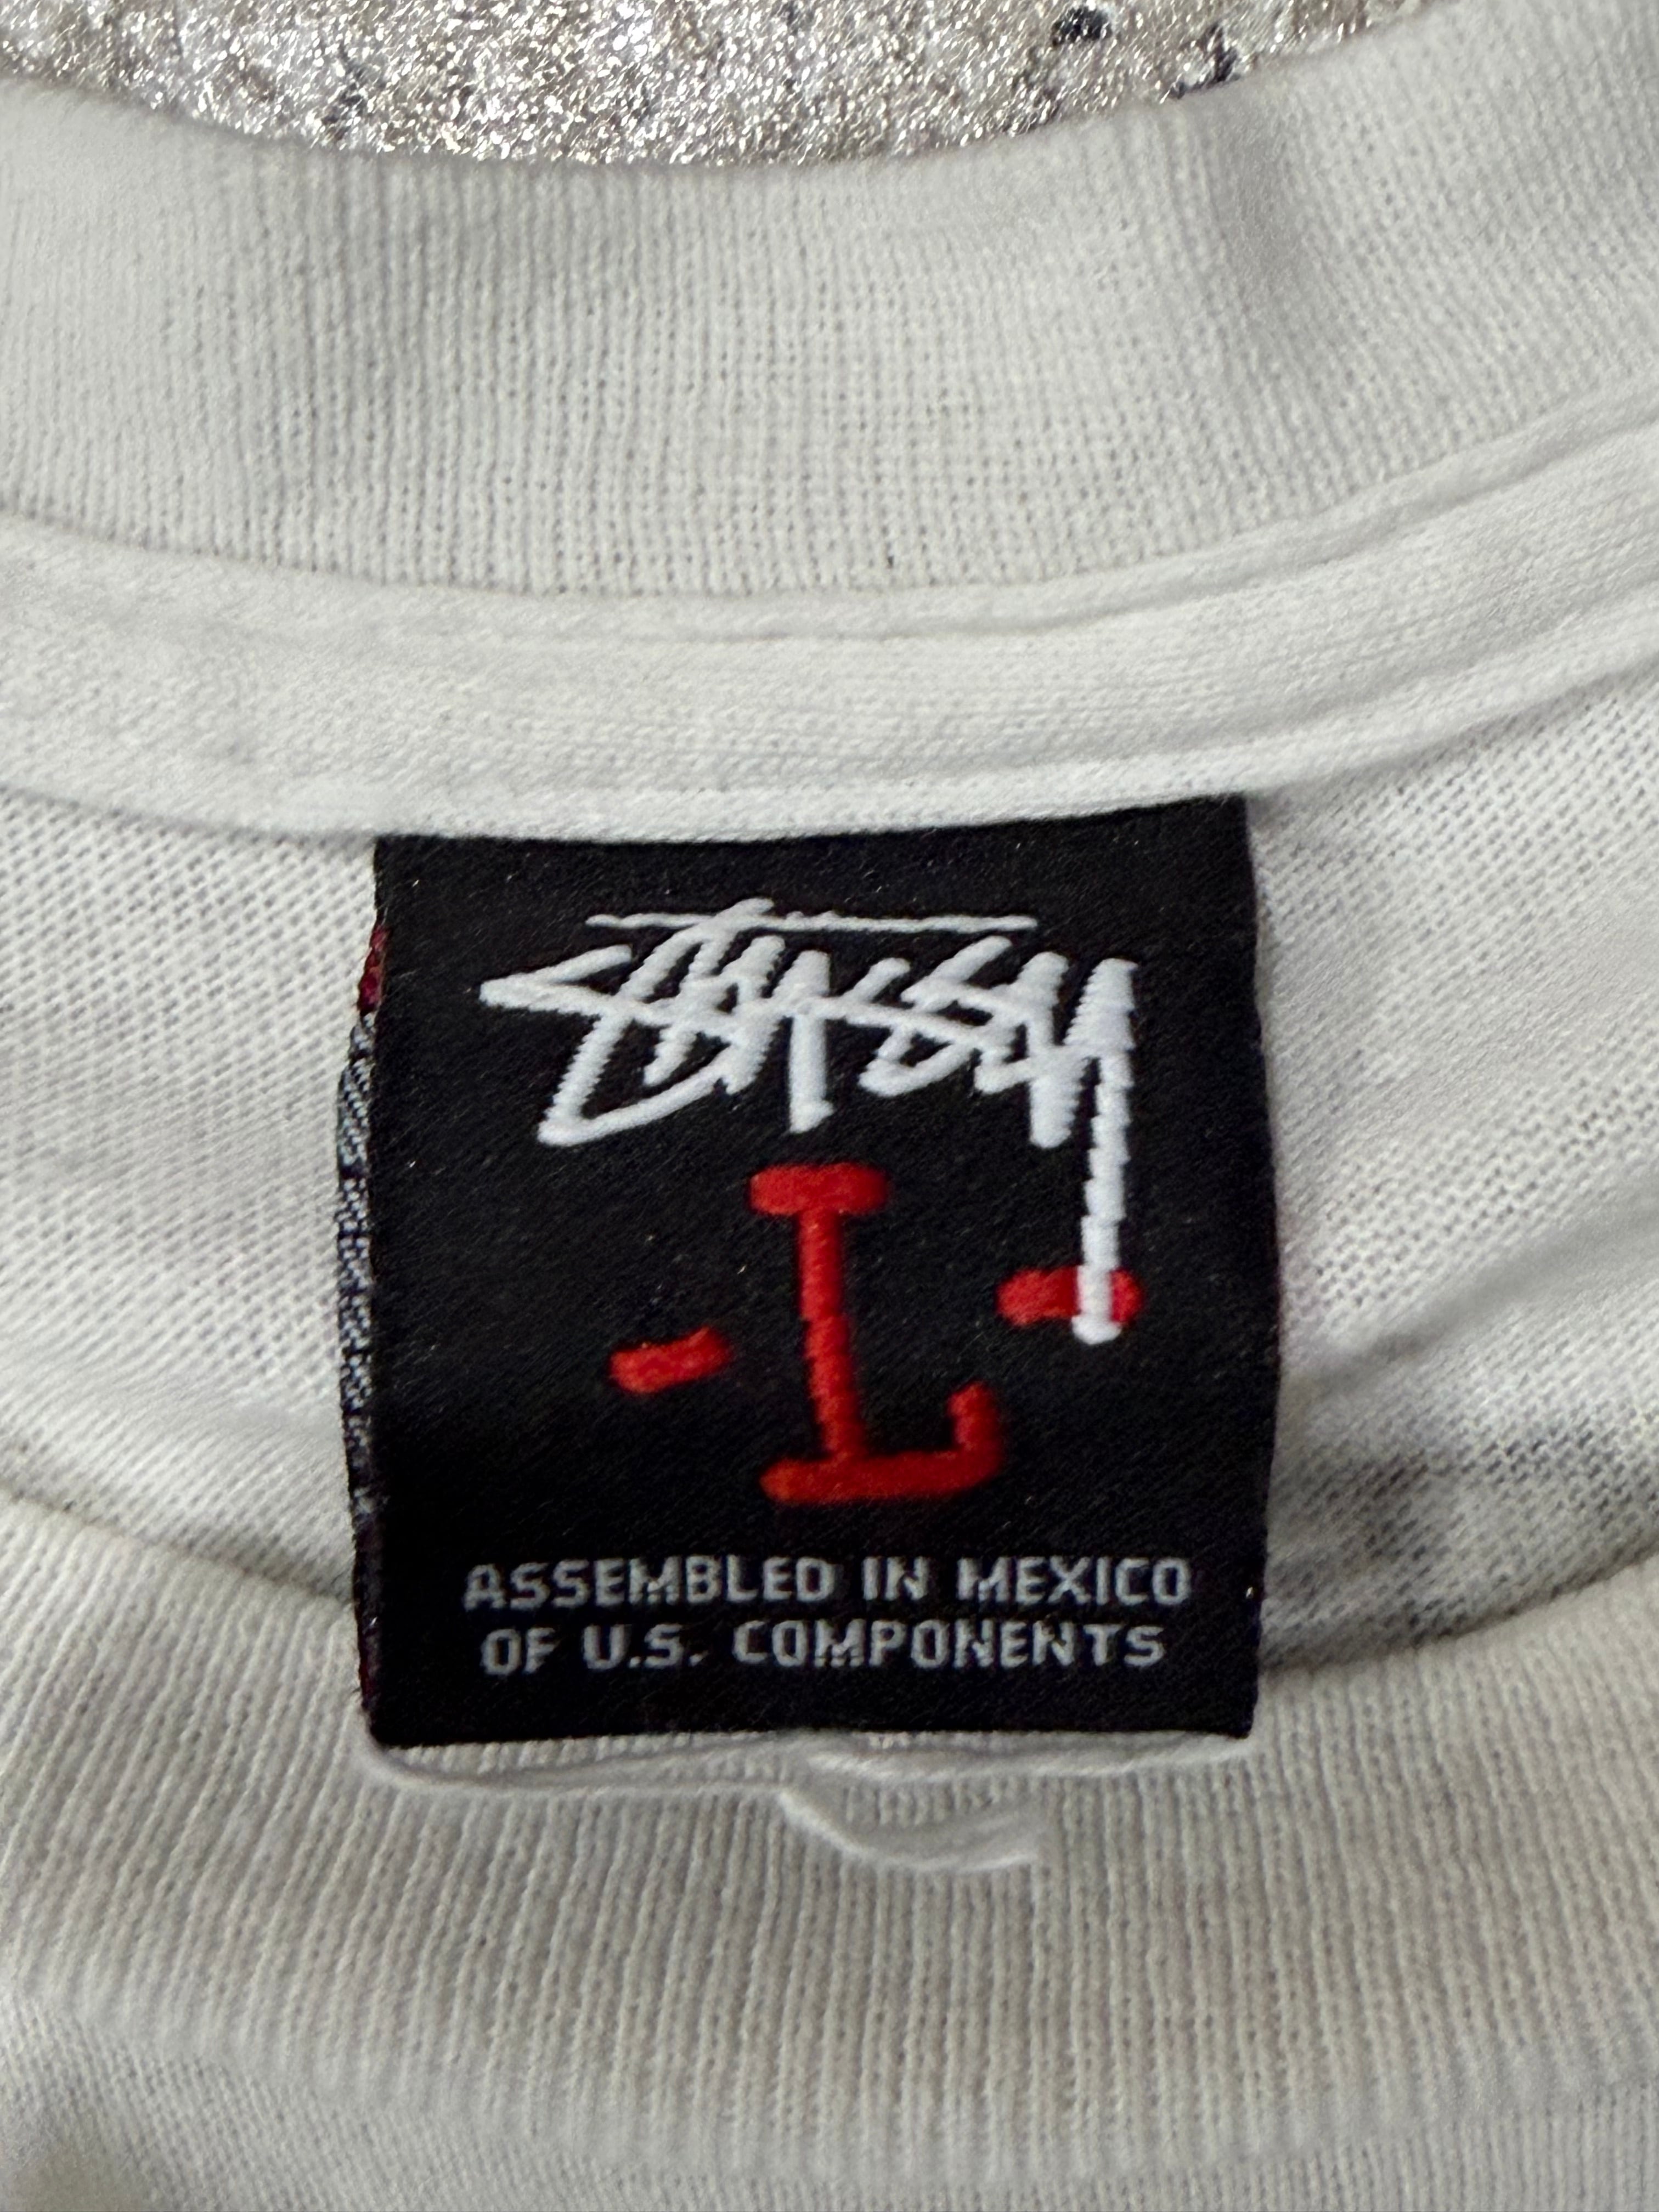 STUSSY
-L-
ASSEMBLED IN MEXICO
OF U.S. COMPONENTS